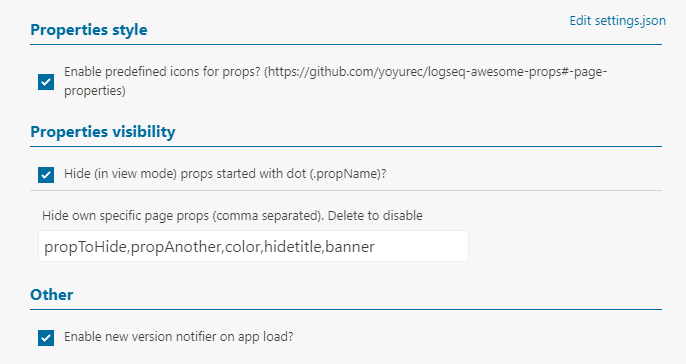 Edit settings.json
Properties style
Enable predefined icons for props? (https://github.com/yoyurec/logseq-awesome-props#-page-
properties)
Properties visibility
Hide (in view mode) props started with dot (.propName)?
Hide own specific page props (comma separated). Delete to disable
propToHide,propAnother,color,hidetitle,banner
Other
Enable new version notifier on app load?